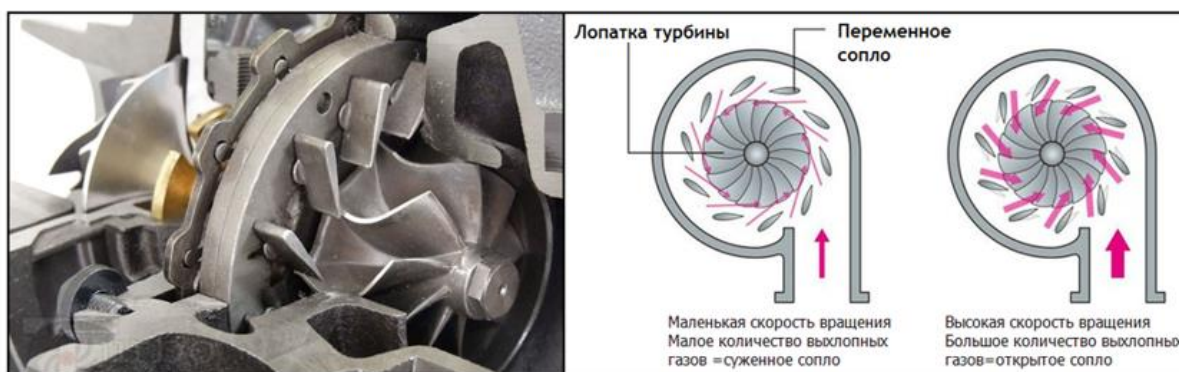 Лопатка турбины
Переменное
сопло
Маленькая скорость вращения
Малое количество выхлопных
газов =суженное сопло
Высокая скорость вращения
Большое количество выхлопных
газов=открытое сопло